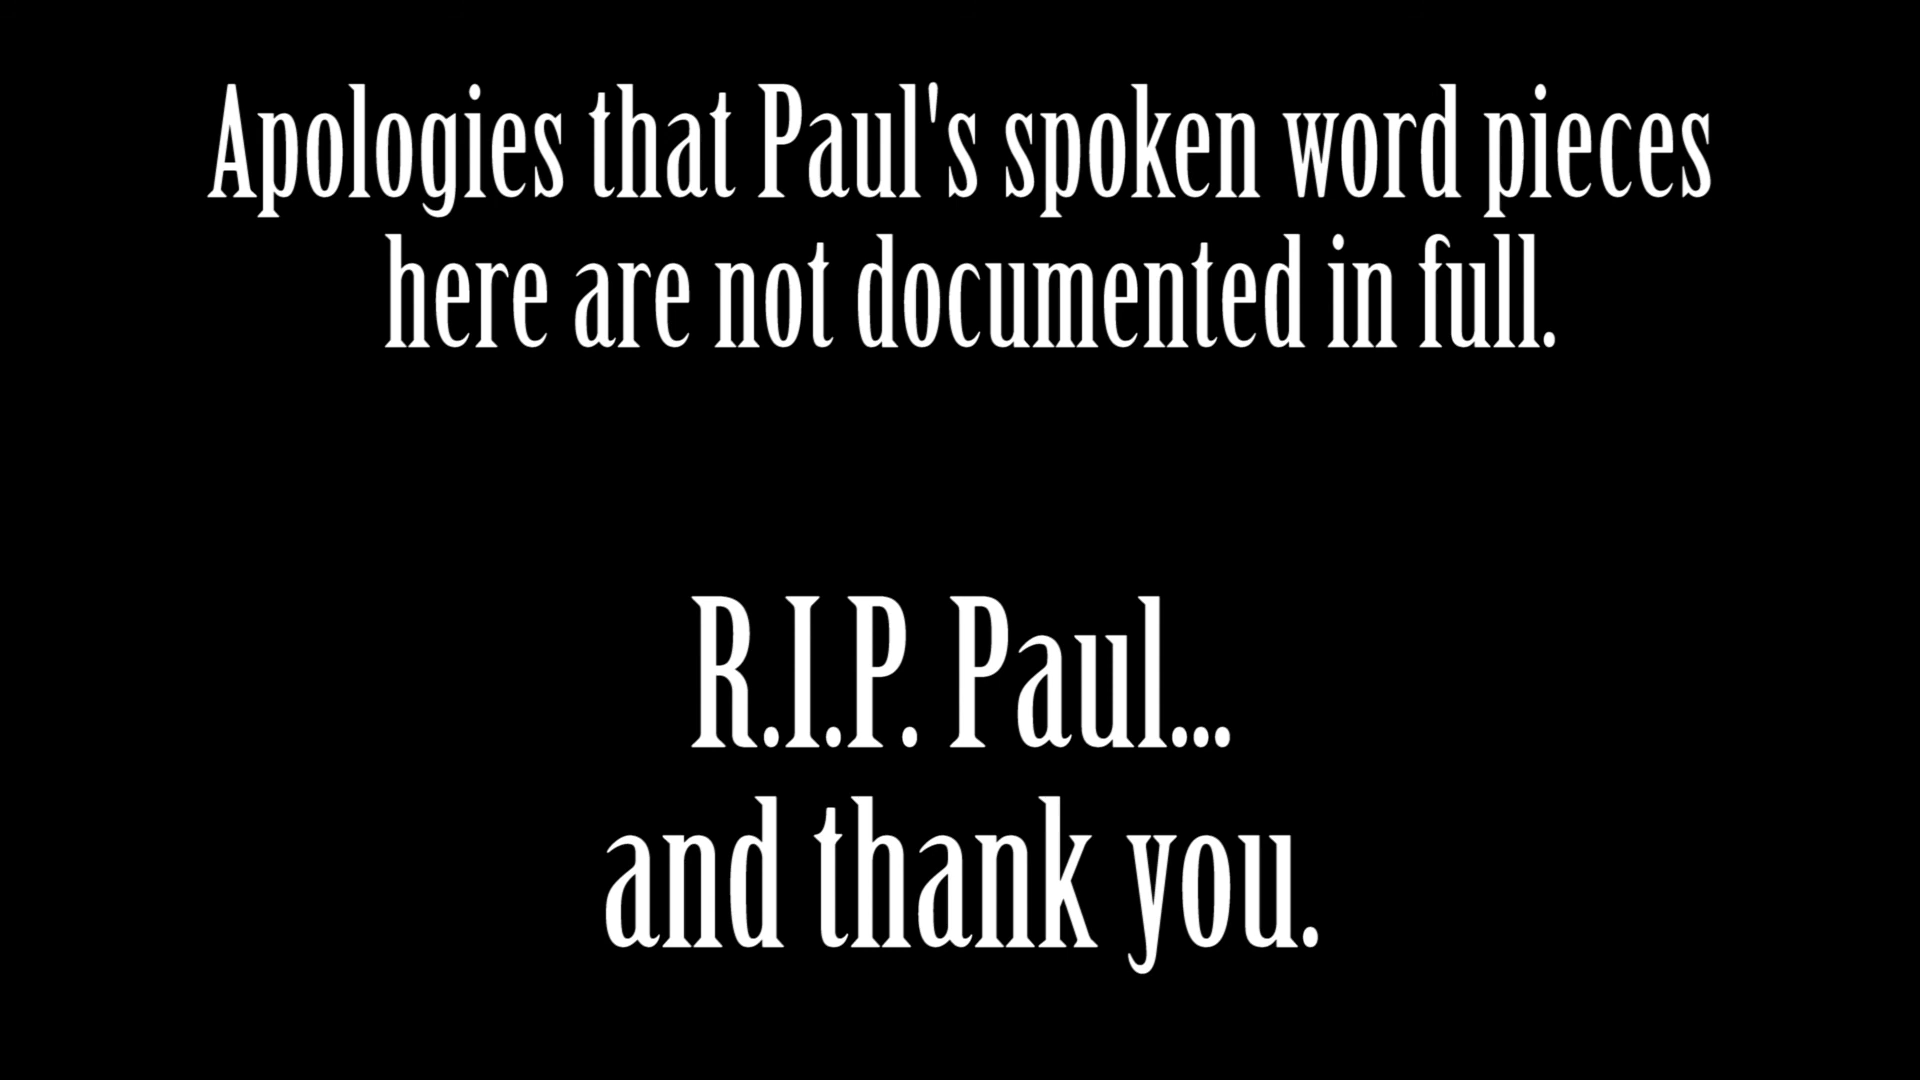 Apologies that Paul's spoken word pieces
here are not documented in full.
R.I.P. Paul...
and thank you.